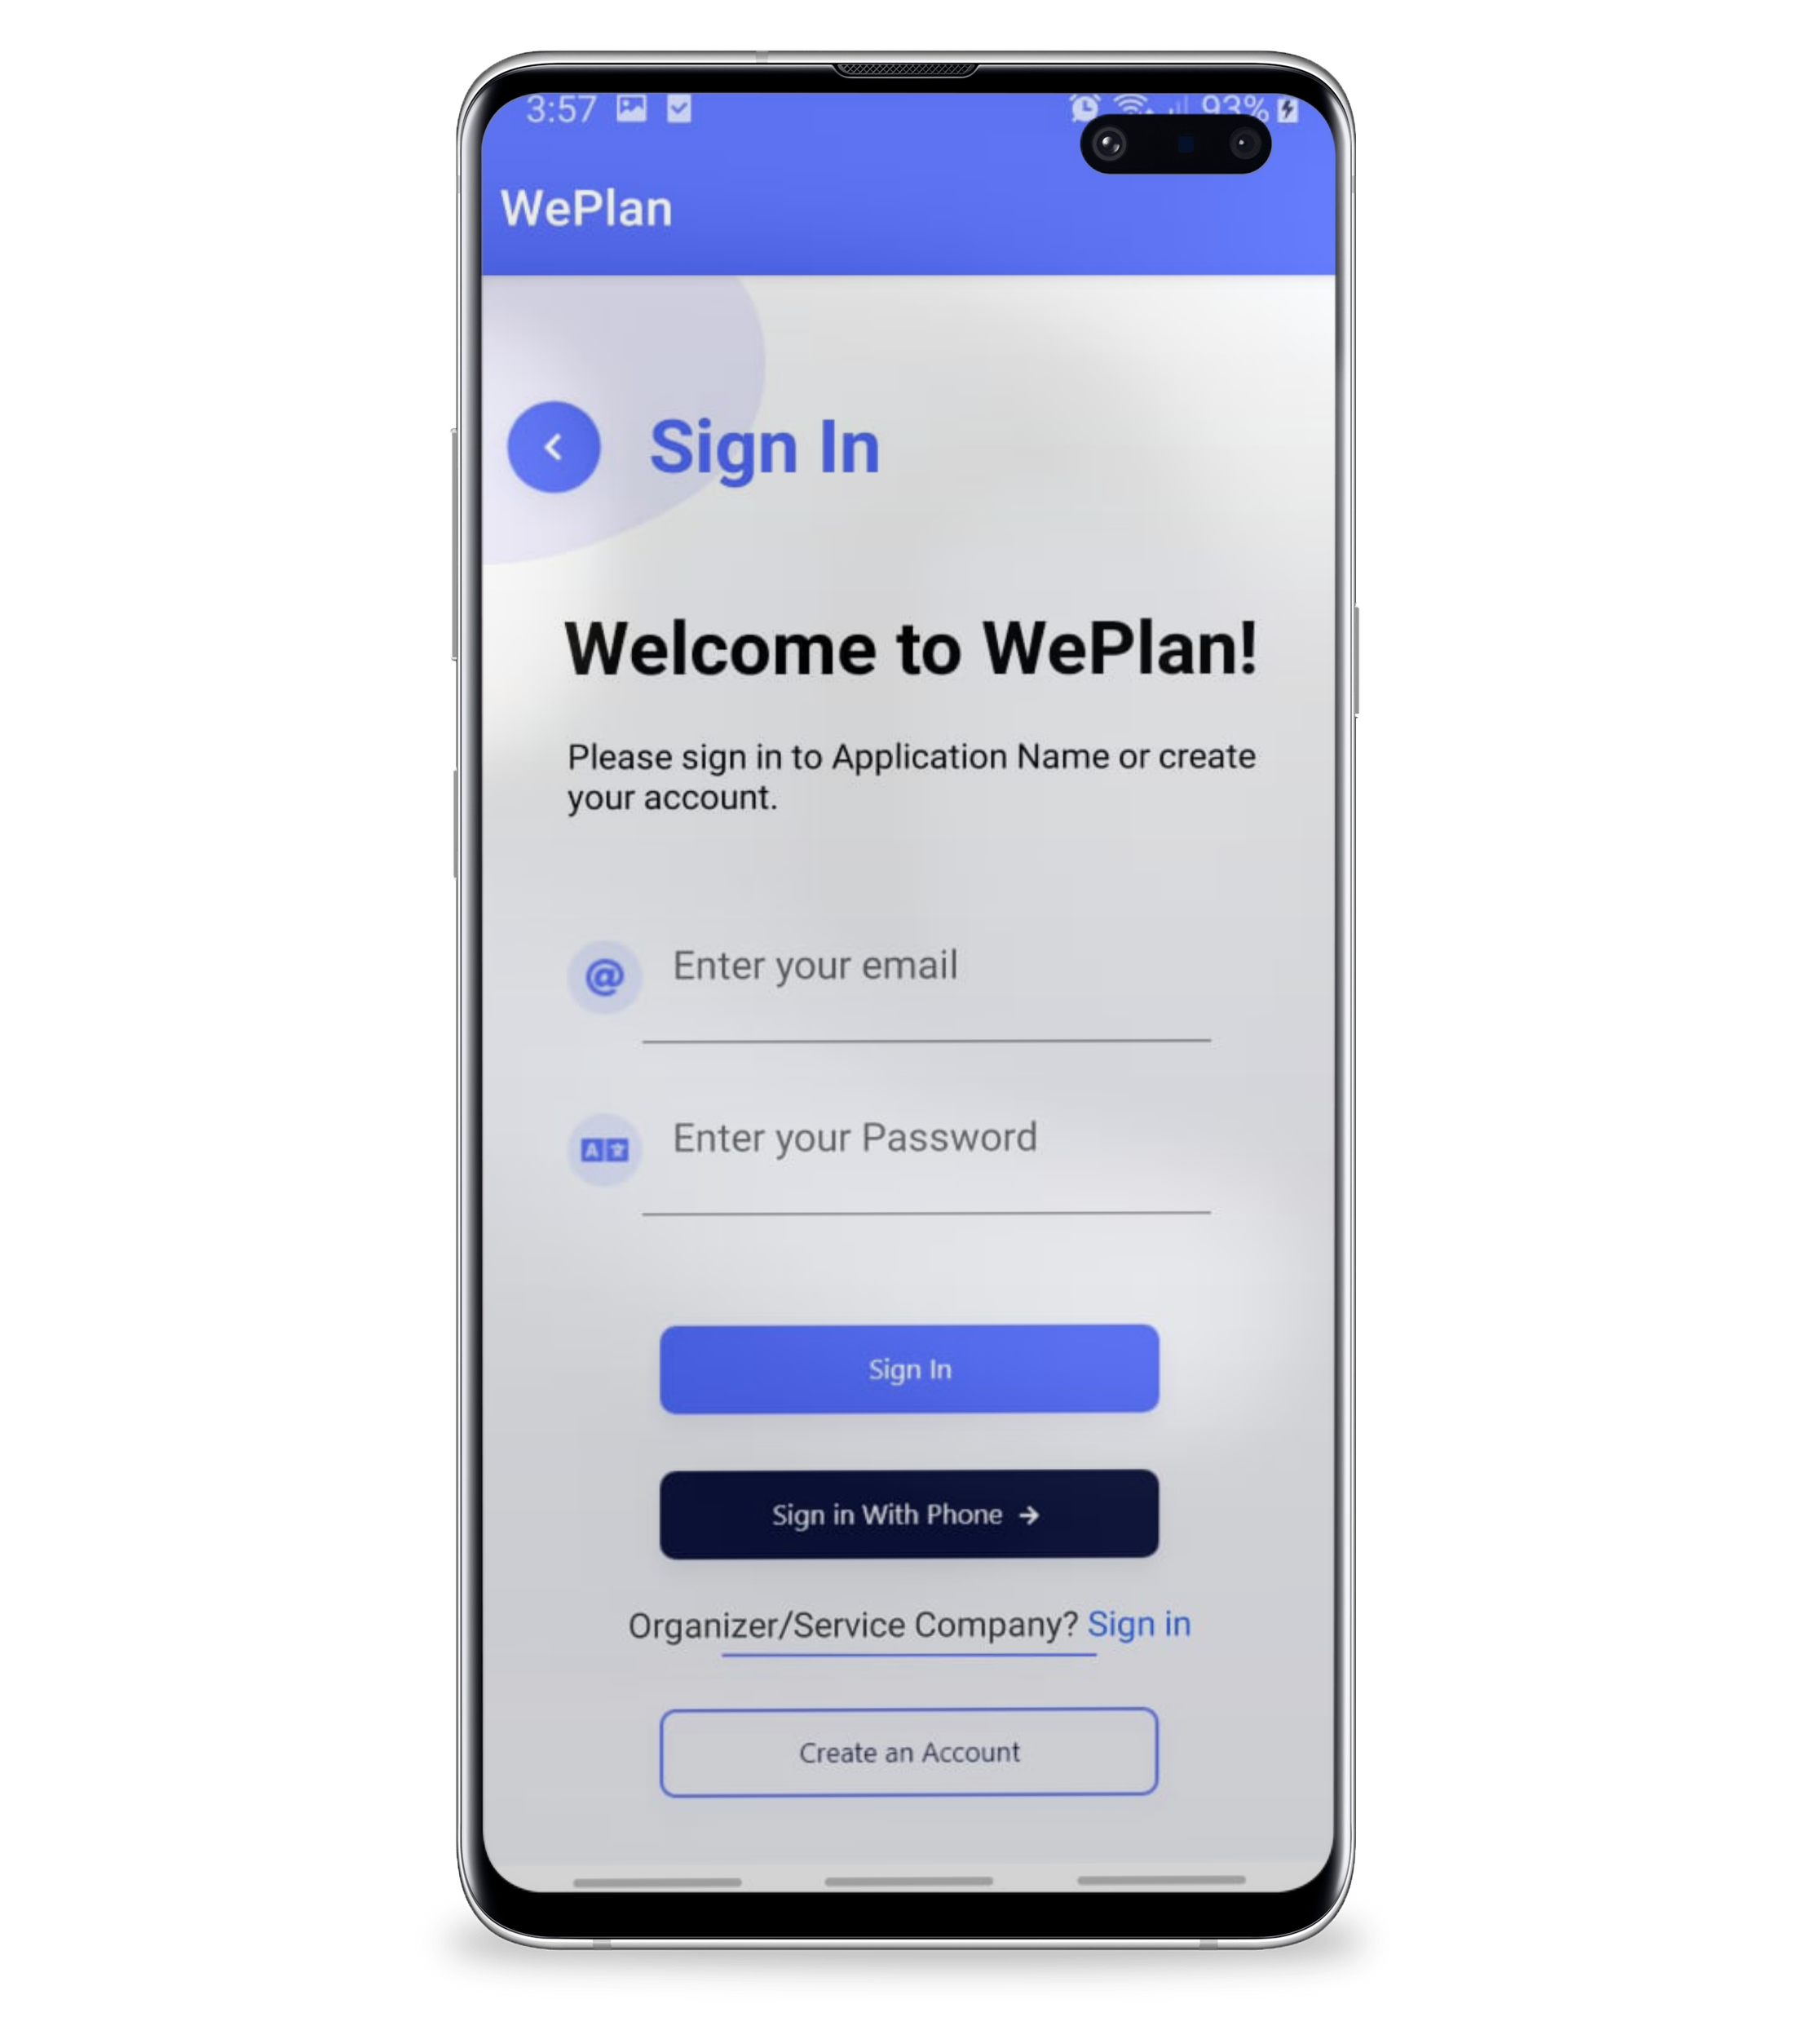 3:57 93%
WePlan
Sign In
Welcome to WePlan!
Please sign in to Application Name or create
your account.
@ Enter your email
A Enter your Password
Sign In
Sign in With Phone →
Organizer/Service Company? Sign in
Create an Account